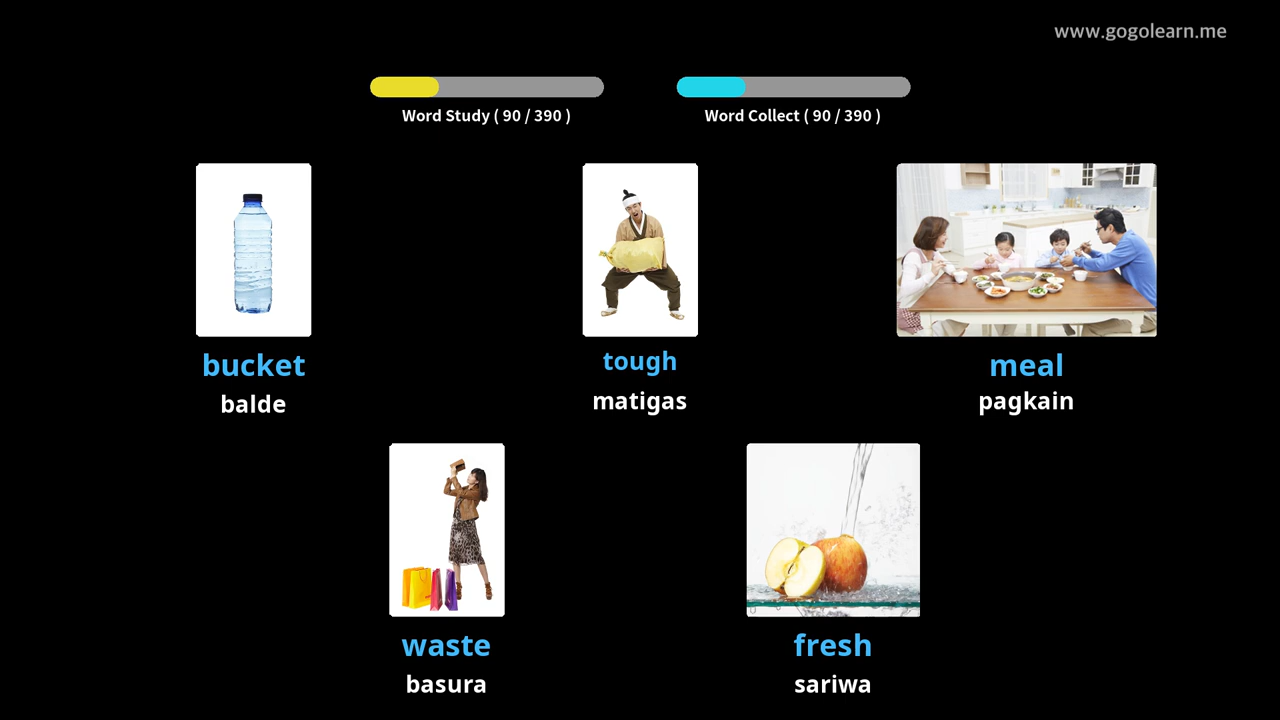 www.gogolearn.me
Word Study ( 90 / 390 )
Word Collect ( 90 / 390 )
bucket
balde
tough
matigas
meal
pagkain
waste
basura
fresh
sariwa